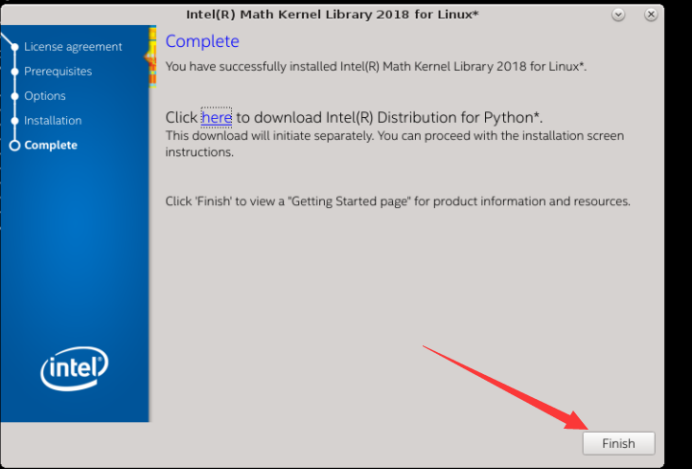 Intel(R) Math Kernel Library 2018 for Linux*
License agreement
Prerequisites
Options
Installation
Complete
Complete
You have successfully installed Intel(R) Math Kernel Library 2018 for Linux*.
Click here to download Intel(R) Distribution for Python*.
This download will initiate separately. You can proceed with the installation screen
instructions.
Click 'Finish' to view a "Getting Started page" for product information and resources.
intel
Finish